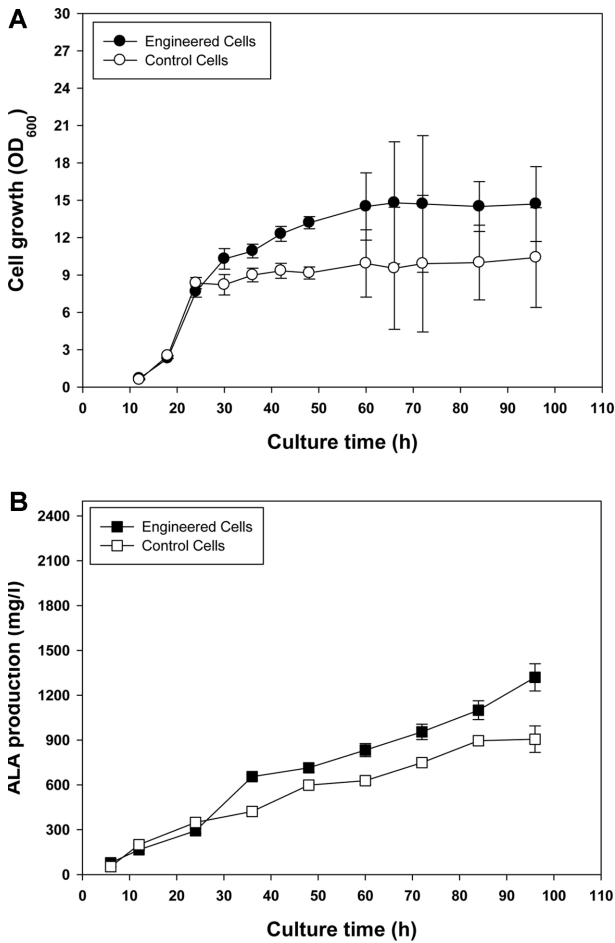 A
Cell growth (OD600)
30
27
24
21
18
15
12
9
6
3
0
Engineered Cells
Control Cells
0 10 20 30 40 50 60 70 80 90 100 110
Culture time (h)
B
ALA production (mg/l)
2400
2100
1800
1500
1200
900
600
300
0
Engineered Cells
Control Cells
0 10 20 30 40 50 60 70 80 90 100 110
Culture time (h)